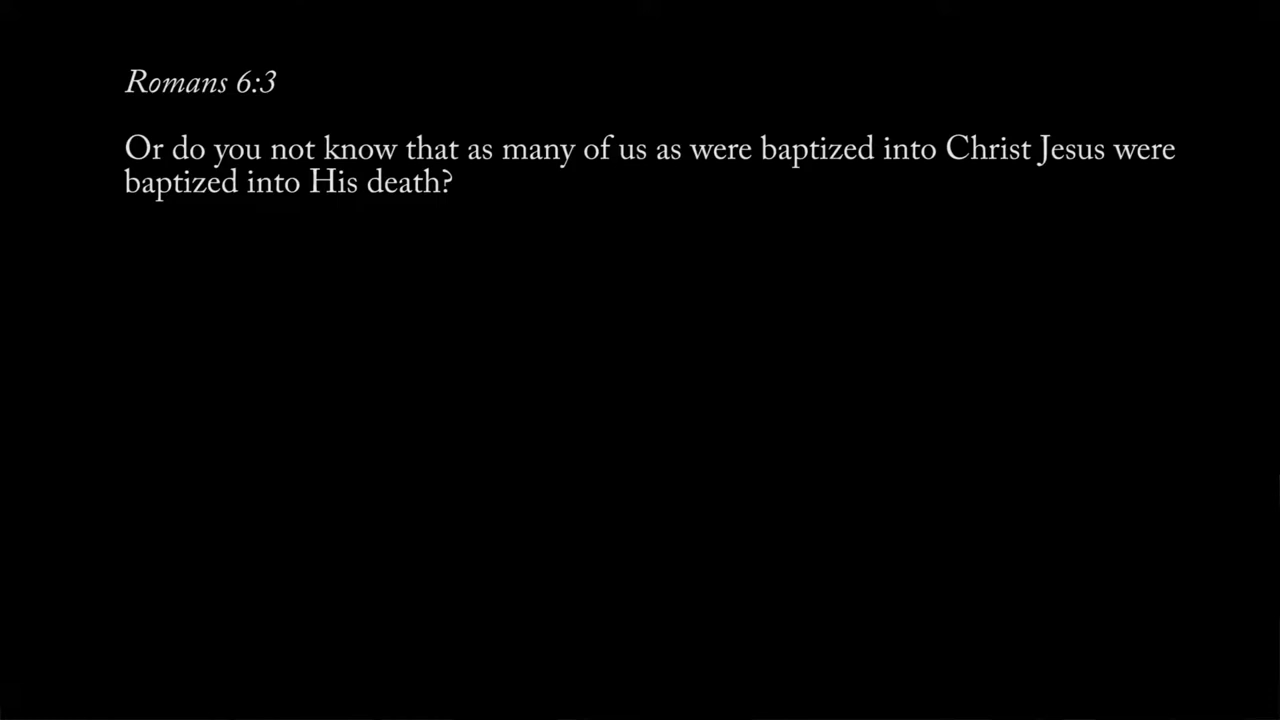 Romans 6:3
Or do you not know that as many of us as were baptized into Christ Jesus were
baptized into His death?